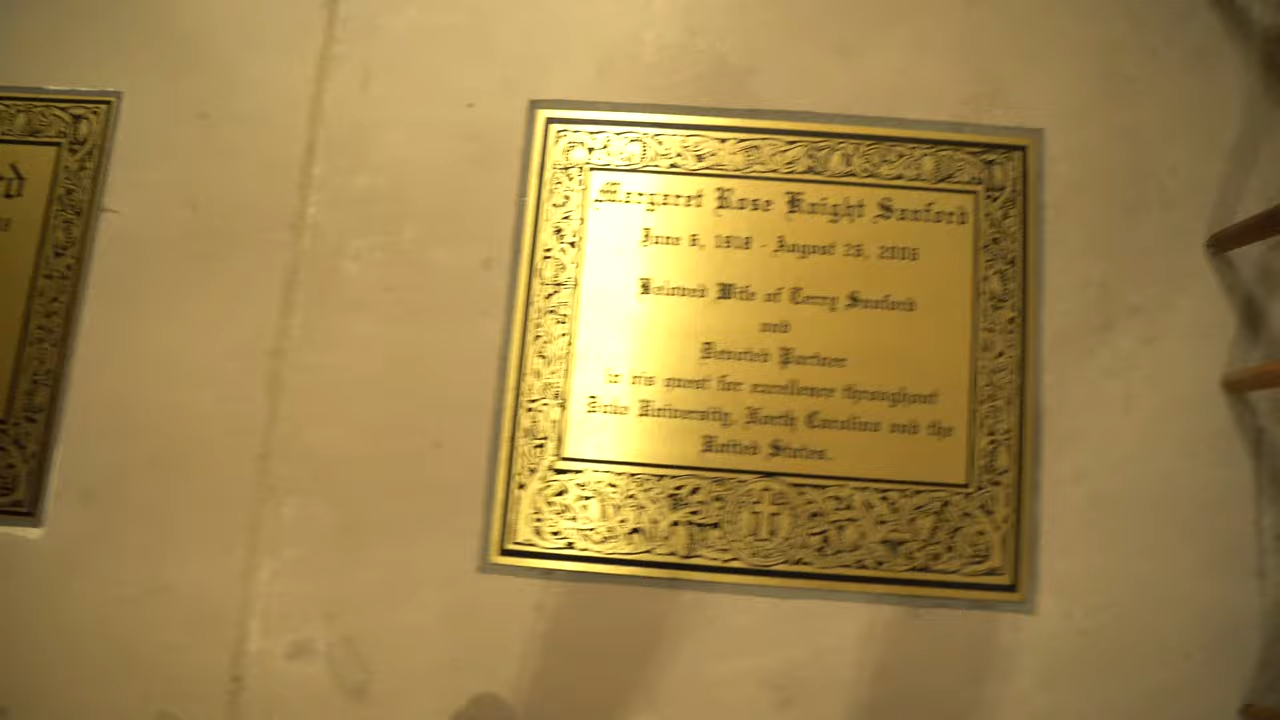 Margaret Rose Knight Sanford
June 6, 1918 - August 26, 2006
Beloved Wife of Terry Sanford
and
Devoted Partner
in his quest for excellence throughout
Duke University, North Carolina and the
United States.